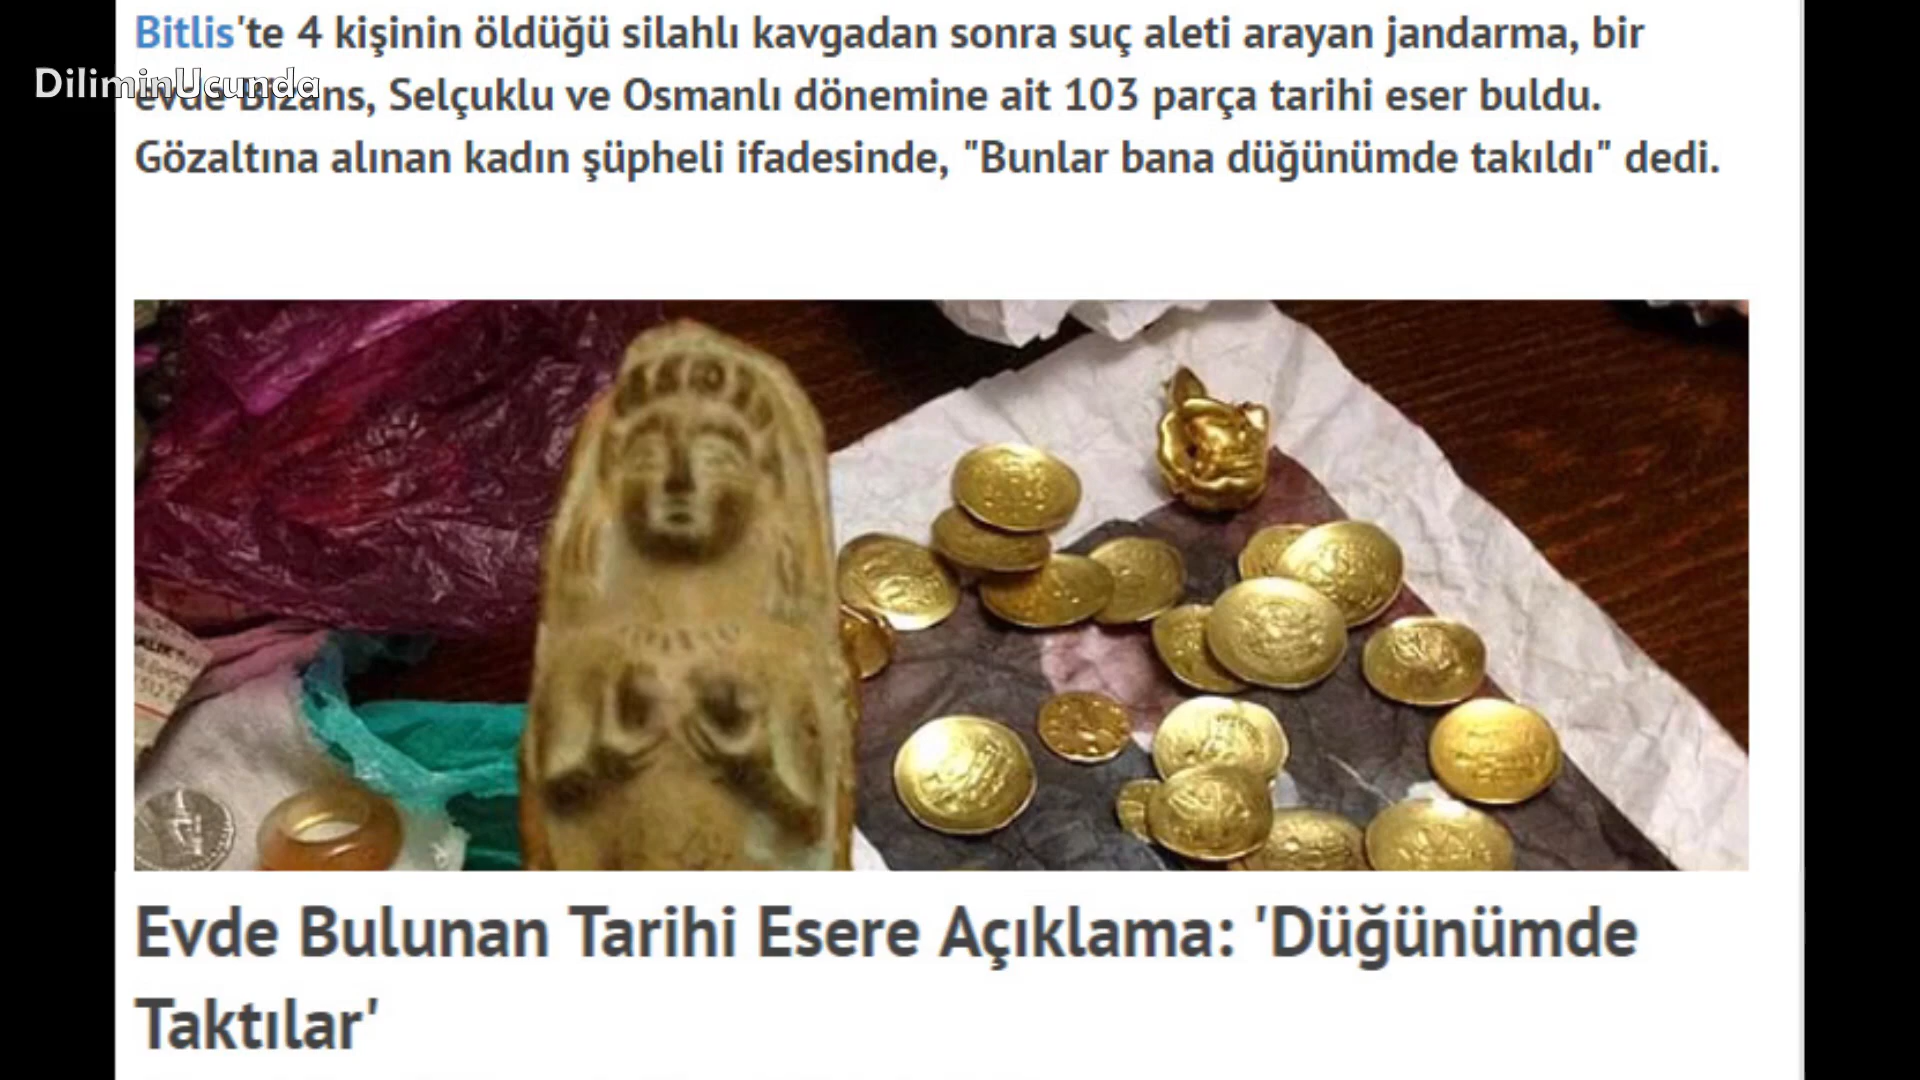 Bitlis'te 4 kişinin öldüğü silahlı kavgadan sonra suç aleti arayan jandarma, bir
DiliminUcunda
evde Bizans, Selçuklu ve Osmanlı dönemine ait 103 parça tarihi eser buldu.
Gözaltına alınan kadın şüpheli ifadesinde, "Bunlar bana düğünümde takıldı" dedi.
Evde Bulunan Tarihi Esere Açıklama: 'Düğünümde
Taktılar'